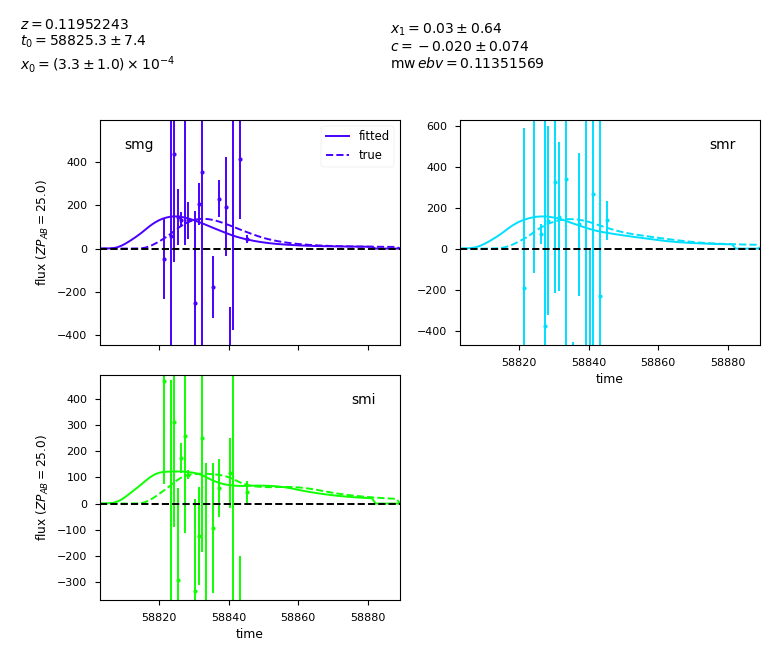 z = 0.11952243
t₀ = 58825.3 ± 7.4
x₀ = (3.3 ± 1.0) × 10⁻⁴
x₁ = 0.03 ± 0.64
c = −0.020 ± 0.074
mw ebv = 0.11351569
smg
fitted
true
400
200
0
−200
−400
flux (ZP_AB = 25.0)
smr
600
400
200
0
−200
−400
58820 58840 58860 58880
time
smi
400
300
200
100
0
−100
−200
−300
flux (ZP_AB = 25.0)
58820 58840 58860 58880
time